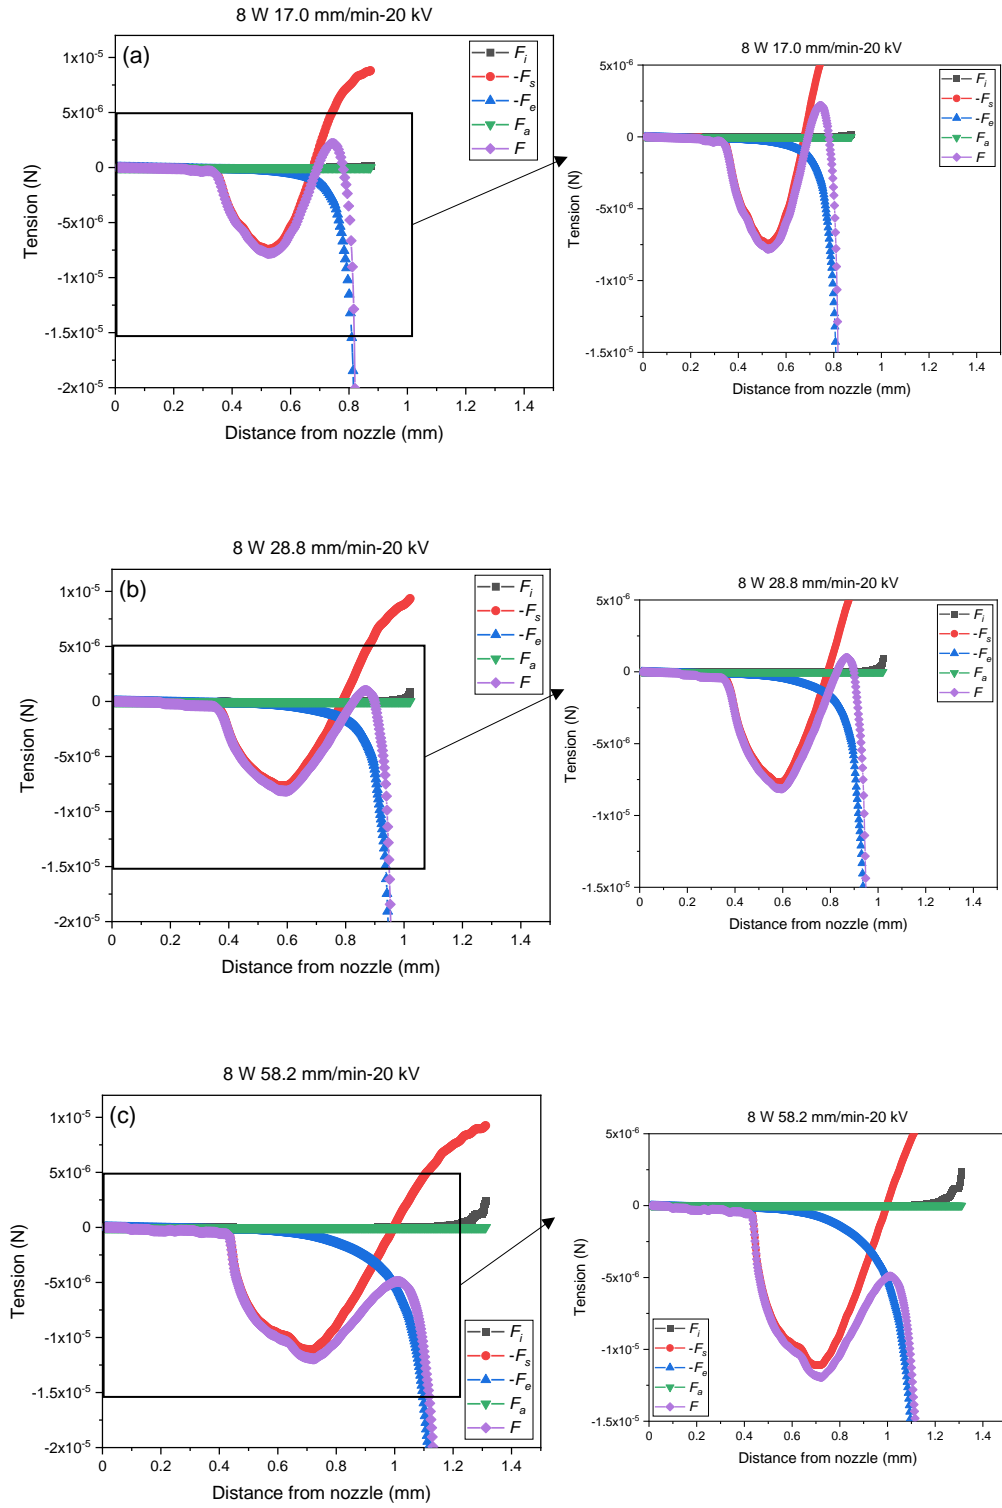 8 W 17.0 mm/min-20 kV
(a)
1x10⁻⁵
5x10⁻⁶
0
-5x10⁻⁶
-1x10⁻⁵
-1.5x10⁻⁵
-2x10⁻⁵
Tension (N)
0 0.2 0.4 0.6 0.8 1 1.2 1.4
Distance from nozzle (mm)
Fᵢ
-Fₛ
-Fₑ
Fₐ
F
8 W 17.0 mm/min-20 kV
5x10⁻⁶
0
-5x10⁻⁶
-1x10⁻⁵
-1.5x10⁻⁵
Tension (N)
0 0.2 0.4 0.6 0.8 1 1.2 1.4
Distance from nozzle (mm)
Fᵢ
-Fₛ
-Fₑ
Fₐ
F
8 W 28.8 mm/min-20 kV
(b)
1x10⁻⁵
5x10⁻⁶
0
-5x10⁻⁶
-1x10⁻⁵
-1.5x10⁻⁵
-2x10⁻⁵
Tension (N)
0 0.2 0.4 0.6 0.8 1 1.2 1.4
Distance from nozzle (mm)
Fᵢ
-Fₛ
-Fₑ
Fₐ
F
8 W 28.8 mm/min-20 kV
5x10⁻⁶
0
-5x10⁻⁶
-1x10⁻⁵
-1.5x10⁻⁵
Tension (N)
0 0.2 0.4 0.6 0.8 1 1.2 1.4
Distance from nozzle (mm)
Fᵢ
-Fₛ
-Fₑ
Fₐ
F
8 W 58.2 mm/min-20 kV
(c)
1x10⁻⁵
5x10⁻⁶
0
-5x10⁻⁶
-1x10⁻⁵
-1.5x10⁻⁵
-2x10⁻⁵
Tension (N)
0 0.2 0.4 0.6 0.8 1 1.2 1.4
Distance from nozzle (mm)
Fᵢ
-Fₛ
-Fₑ
Fₐ
F
8 W 58.2 mm/min-20 kV
5x10⁻⁶
0
-5x10⁻⁶
-1x10⁻⁵
-1.5x10⁻⁵
Tension (N)
0 0.2 0.4 0.6 0.8 1 1.2 1.4
Distance from nozzle (mm)
Fᵢ
-Fₛ
-Fₑ
Fₐ
F